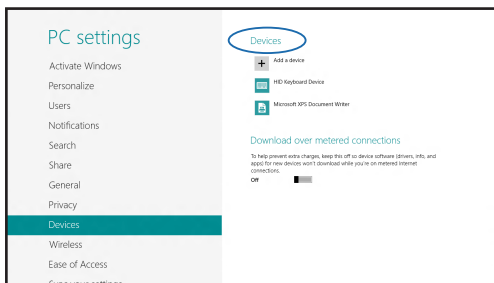 PC settings
Activate Windows
Personalize
Users
Notifications
Search
Share
General
Privacy
Devices
Wireless
Ease of Access
Sync your settings
Devices
Add a device
HID Keyboard Device
Microsoft XPS Document Writer
Download over metered connections
To help prevent extra charges, keep this off so device software (drivers, info, and
apps) for new devices won't download while you're on metered Internet
connections.
Off